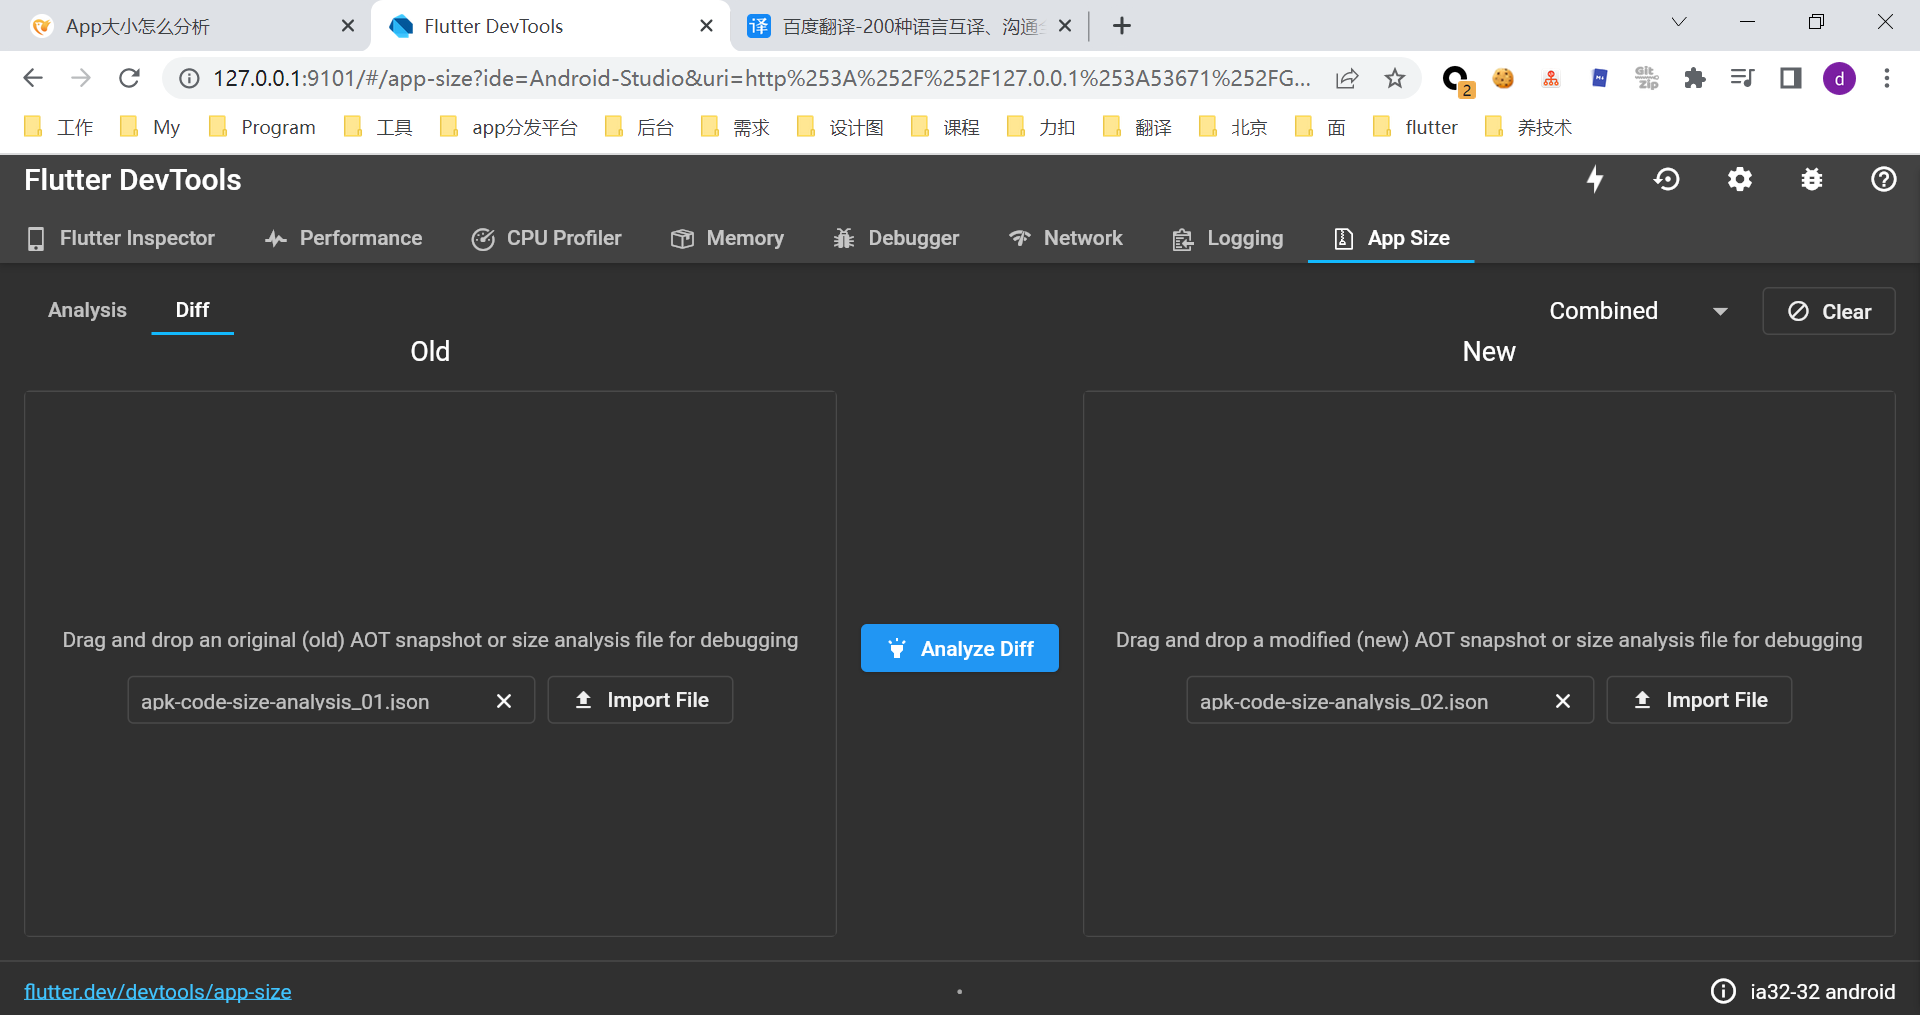 App大小怎么分析
Flutter DevTools
译 百度翻译-200种语言互译、沟通
127.0.0.1:9101/#/app-size?ide=Android-Studio&uri=http%253A%252F%252F127.0.0.1%253A53671%252FG...
2
Git
zip
d
工作 My Program 工具 app分发平台 后台 需求 设计图 课程 力扣 翻译 北京 面 flutter 养技术
Flutter DevTools
Flutter Inspector Performance CPU Profiler Memory Debugger Network Logging App Size
Analysis Diff Combined Clear
Old New
Drag and drop an original (old) AOT snapshot or size analysis file for debugging
apk-code-size-analysis_01.json Import File
Analyze Diff
Drag and drop a modified (new) AOT snapshot or size analysis file for debugging
apk-code-size-analysis_02.json Import File
flutter.dev/devtools/app-size
ia32-32 android